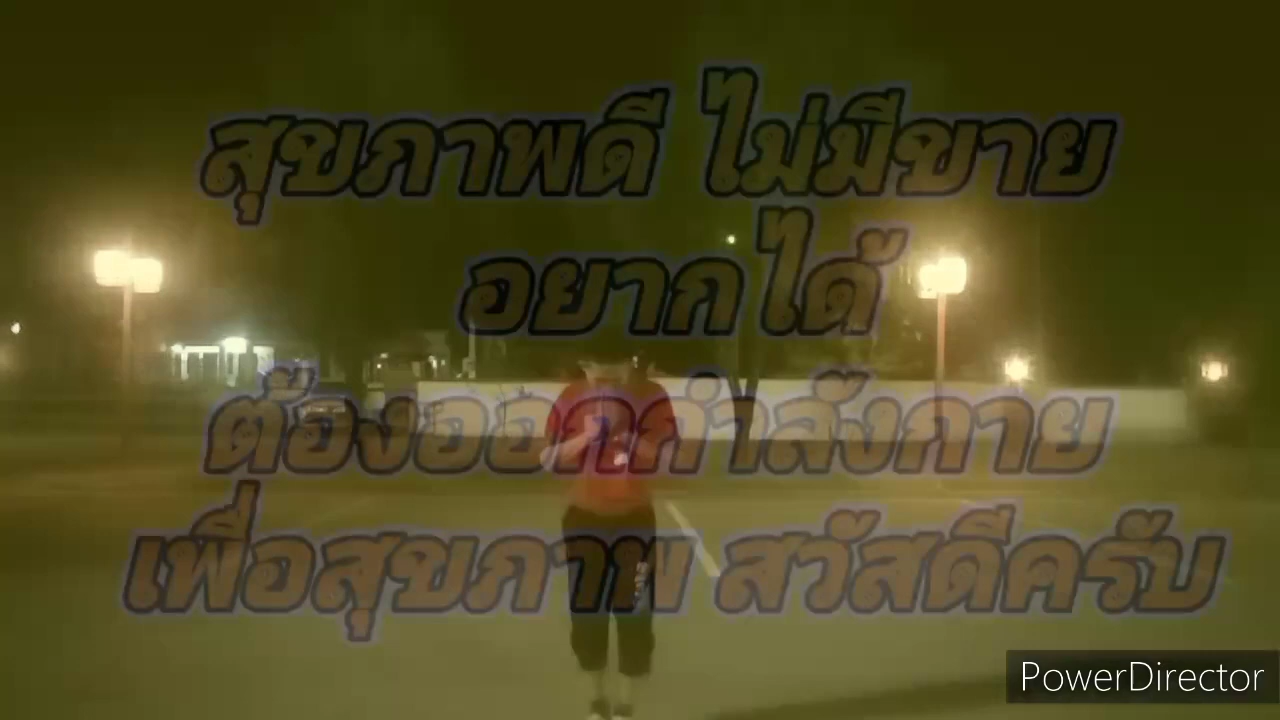 สุขภาพดี ไม่มีขาย
อยากได้
ต้องออกกำลังกาย
เพื่อสุขภาพ สวัสดีครับ
PowerDirector